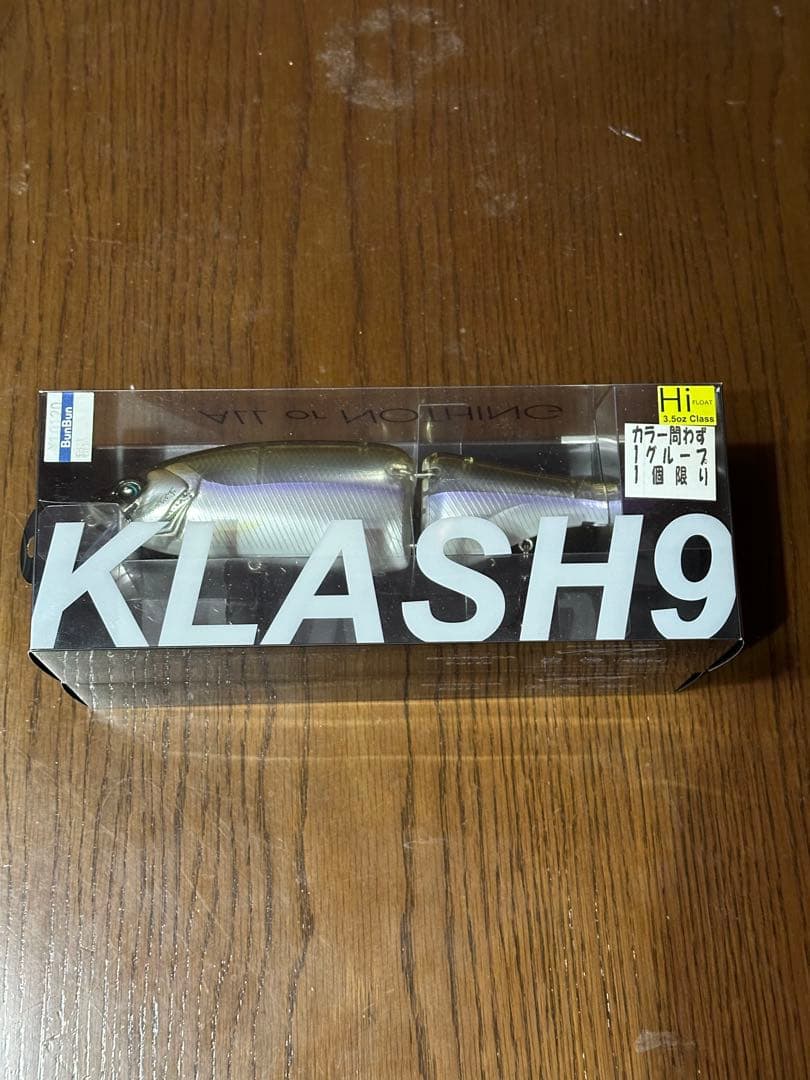 ALL or NOTHING
BunBun
Hi FLOAT
3.5oz Class
カラー問わず
1グループ
1個限り
KLASH9